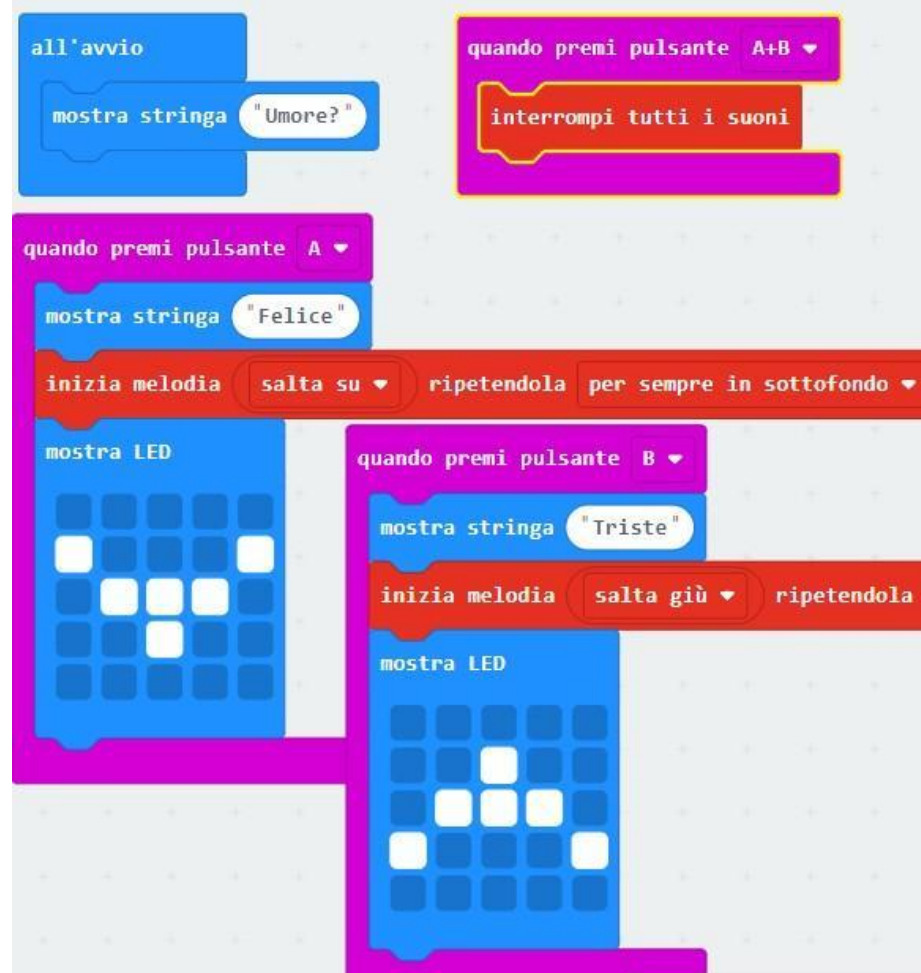 all'avvio
mostra stringa "Umore?"
quando premi pulsante A+B
interrompi tutti i suoni
quando premi pulsante A
mostra stringa "Felice"
inizia melodia salta su ripetendola per sempre in sottofondo
mostra LED
quando premi pulsante B
mostra stringa "Triste"
inizia melodia salta giù ripetendola
mostra LED